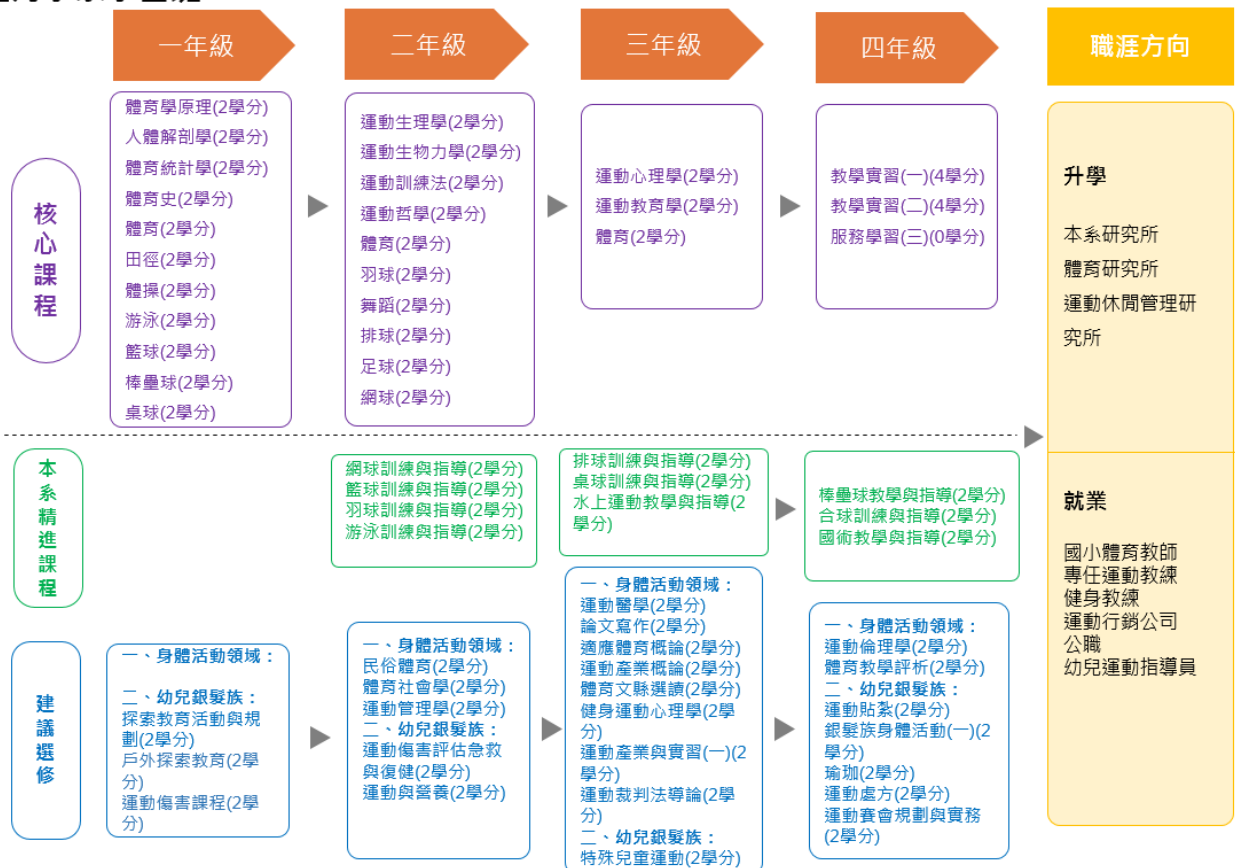 一年級
二年級
三年級
四年級
職涯方向
核心課程
體育學原理(2學分)
人體解剖學(2學分)
體育統計學(2學分)
體育史(2學分)
體育(2學分)
田徑(2學分)
體操(2學分)
游泳(2學分)
籃球(2學分)
棒壘球(2學分)
桌球(2學分)
運動生理學(2學分)
運動生物力學(2學分)
運動訓練法(2學分)
運動哲學(2學分)
體育(2學分)
羽球(2學分)
舞蹈(2學分)
排球(2學分)
足球(2學分)
網球(2學分)
運動心理學(2學分)
運動教育學(2學分)
體育(2學分)
教學實習(一)(4學分)
教學實習(二)(4學分)
服務學習(三)(0學分)
升學
本系研究所
體育研究所
運動休閒管理研
究所
本系精進課程
網球訓練與指導(2學分)
籃球訓練與指導(2學分)
羽球訓練與指導(2學分)
游泳訓練與指導(2學分)
排球訓練與指導(2學分)
桌球訓練與指導(2學分)
水上運動教學與指導(2
學分)
棒壘球教學與指導(2學分)
合球訓練與指導(2學分)
國術教學與指導(2學分)
就業
國小體育教師
專任運動教練
健身教練
運動行銷公司
公職
幼兒運動指導員
建議選修
一、身體活動領域：
二、幼兒銀髮族：
探索教育活動與規
劃(2學分)
戶外探索教育(2學
分)
運動傷害課程(2學
分)
一、身體活動領域：
民俗體育(2學分)
體育社會學(2學分)
運動管理學(2學分)
二、幼兒銀髮族：
運動傷害評估急救
與復健(2學分)
運動與營養(2學分)
一、身體活動領域：
運動醫學(2學分)
論文寫作(2學分)
適應體育概論(2學分)
運動產業概論(2學分)
體育文縣選讀(2學分)
健身運動心理學(2學
分)
運動產業與實習(一)(2
學分)
運動裁判法導論(2學
分)
二、幼兒銀髮族：
特殊兒童運動(2學分)
一、身體活動領域：
運動倫理學(2學分)
體育教學評析(2學分)
二、幼兒銀髮族：
運動貼紮(2學分)
銀髮族身體活動(一)(2
學分)
瑜珈(2學分)
運動處方(2學分)
運動賽會規劃與實務
(2學分)